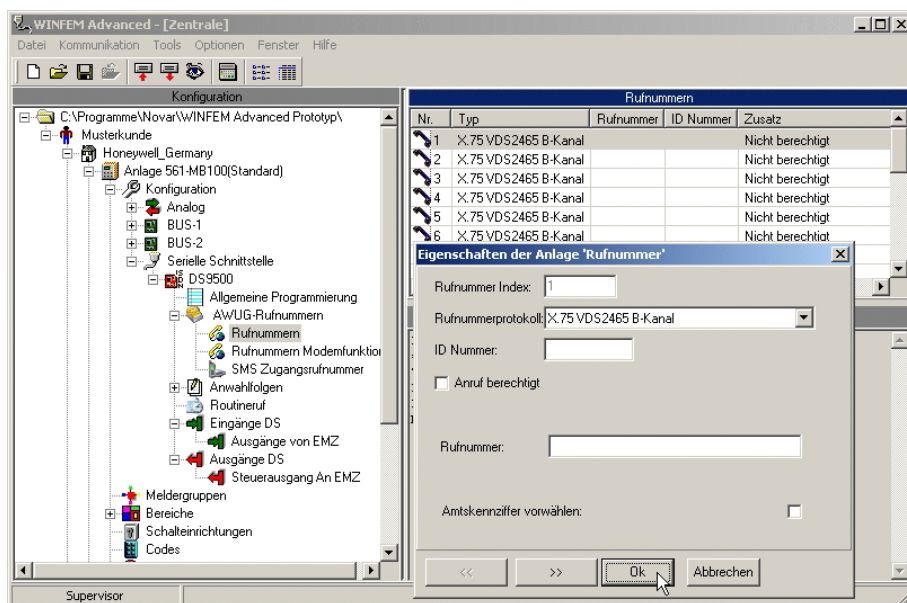 WINFEM Advanced - [Zentrale]
Datei Kommunikation Tools Optionen Fenster Hilfe
Konfiguration
C:\Programme\Novar\WINFEM Advanced Prototyp\
Musterkunde
Honeywell_Germany
Anlage 561-MB100(Standard)
Konfiguration
Analog
BUS-1
BUS-2
Serielle Schnittstelle
DS9500
Allgemeine Programmierung
AWUG-Rufnummern
Rufnummern
Rufnummern Modemfunktion
SMS Zugangsrufnummer
Anwahlfolgen
Routineruf
Eingänge DS
Ausgänge von EMZ
Ausgänge DS
Steuerausgang An EMZ
Meldergruppen
Bereiche
Schalteinrichtungen
Codes
Supervisor
Rufnummern
Nr. Typ Rufnummer ID Nummer Zusatz
1 X.75 VDS2465 B-Kanal Nicht berechtigt
2 X.75 VDS2465 B-Kanal Nicht berechtigt
3 X.75 VDS2465 B-Kanal Nicht berechtigt
4 X.75 VDS2465 B-Kanal Nicht berechtigt
5 X.75 VDS2465 B-Kanal Nicht berechtigt
6 X.75 VDS2465 B-Kanal Nicht berechtigt
Eigenschaften der Anlage 'Rufnummer'
Rufnummer Index: 1
Rufnummerprotokoll: X.75 VDS2465 B-Kanal
ID Nummer:
Anruf berechtigt
Rufnummer:
Amtskennziffer vorwählen:
<< >> Ok Abbrechen